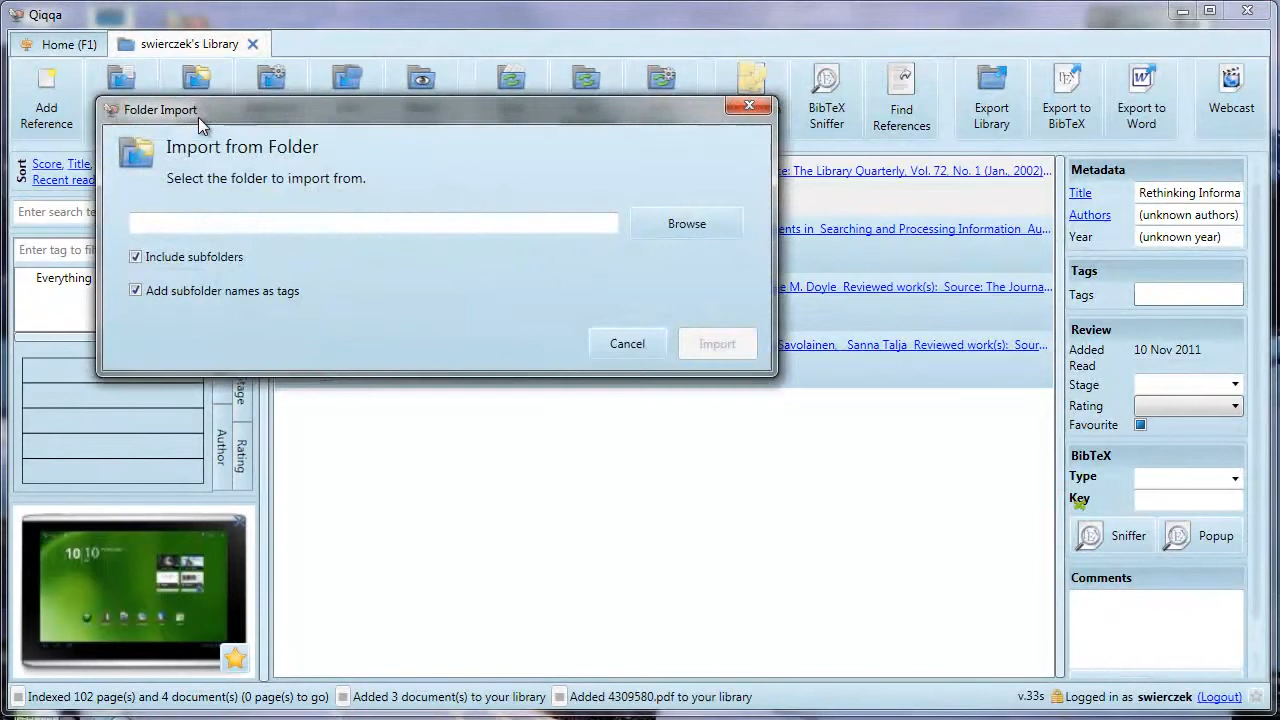 Qiqqa
Home (F1)
swierczek's Library
Add
Reference
BibTeX
Sniffer
Find
References
Export
Library
Export to
BibTeX
Export to
Word
Webcast
Folder Import
Import from Folder
Select the folder to import from.
Browse
Include subfolders
Add subfolder names as tags
Cancel
Import
Sort
Score, Title,
Recent read
Enter search te
Enter tag to fil
Everything
Stage
Author
Rating
10 10
e: The Library Quarterly, Vol. 72, No. 1 (Jan., 2002)...
ents in Searching and Processing Information Au...
e M. Doyle Reviewed work(s): Source: The Journa...
Savolainen, Sanna Talja Reviewed work(s): Sour...
Metadata
Title
Rethinking Informa
Authors
(unknown authors)
Year
(unknown year)
Tags
Tags
Review
Added
10 Nov 2011
Read
Stage
Rating
Favourite
BibTeX
Type
Key
Sniffer
Popup
Comments
Indexed 102 page(s) and 4 document(s) (0 page(s) to go)
Added 3 document(s) to your library
Added 4309580.pdf to your library
v.33s
Logged in as swierczek (Logout)